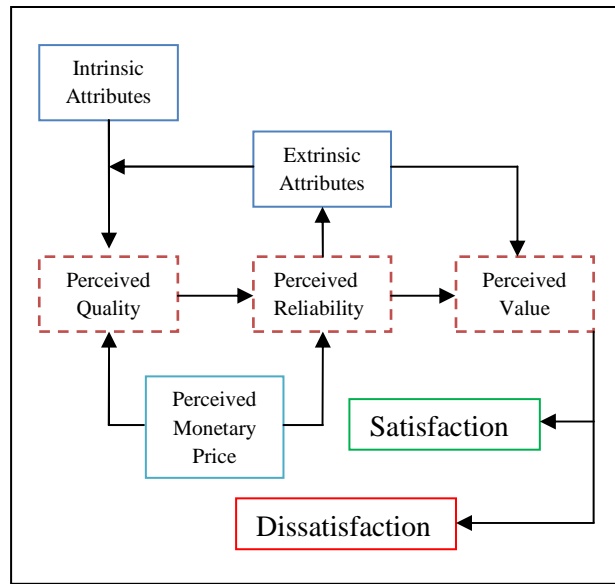 Intrinsic
Attributes
Extrinsic
Attributes
Perceived
Quality
Perceived
Reliability
Perceived
Value
Perceived
Monetary
Price
Satisfaction
Dissatisfaction